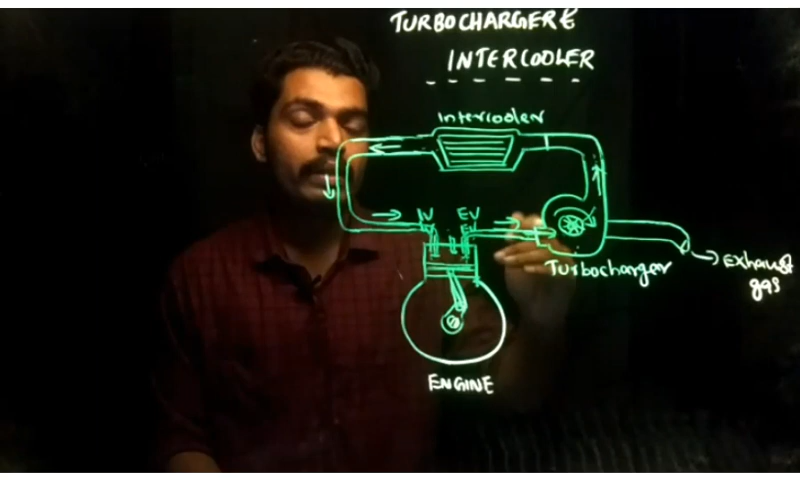 TURBOCHARGER &
INTERCOOLER
Intercooler
IV EV
Turbocharger
Exhaust
gas
ENGINE